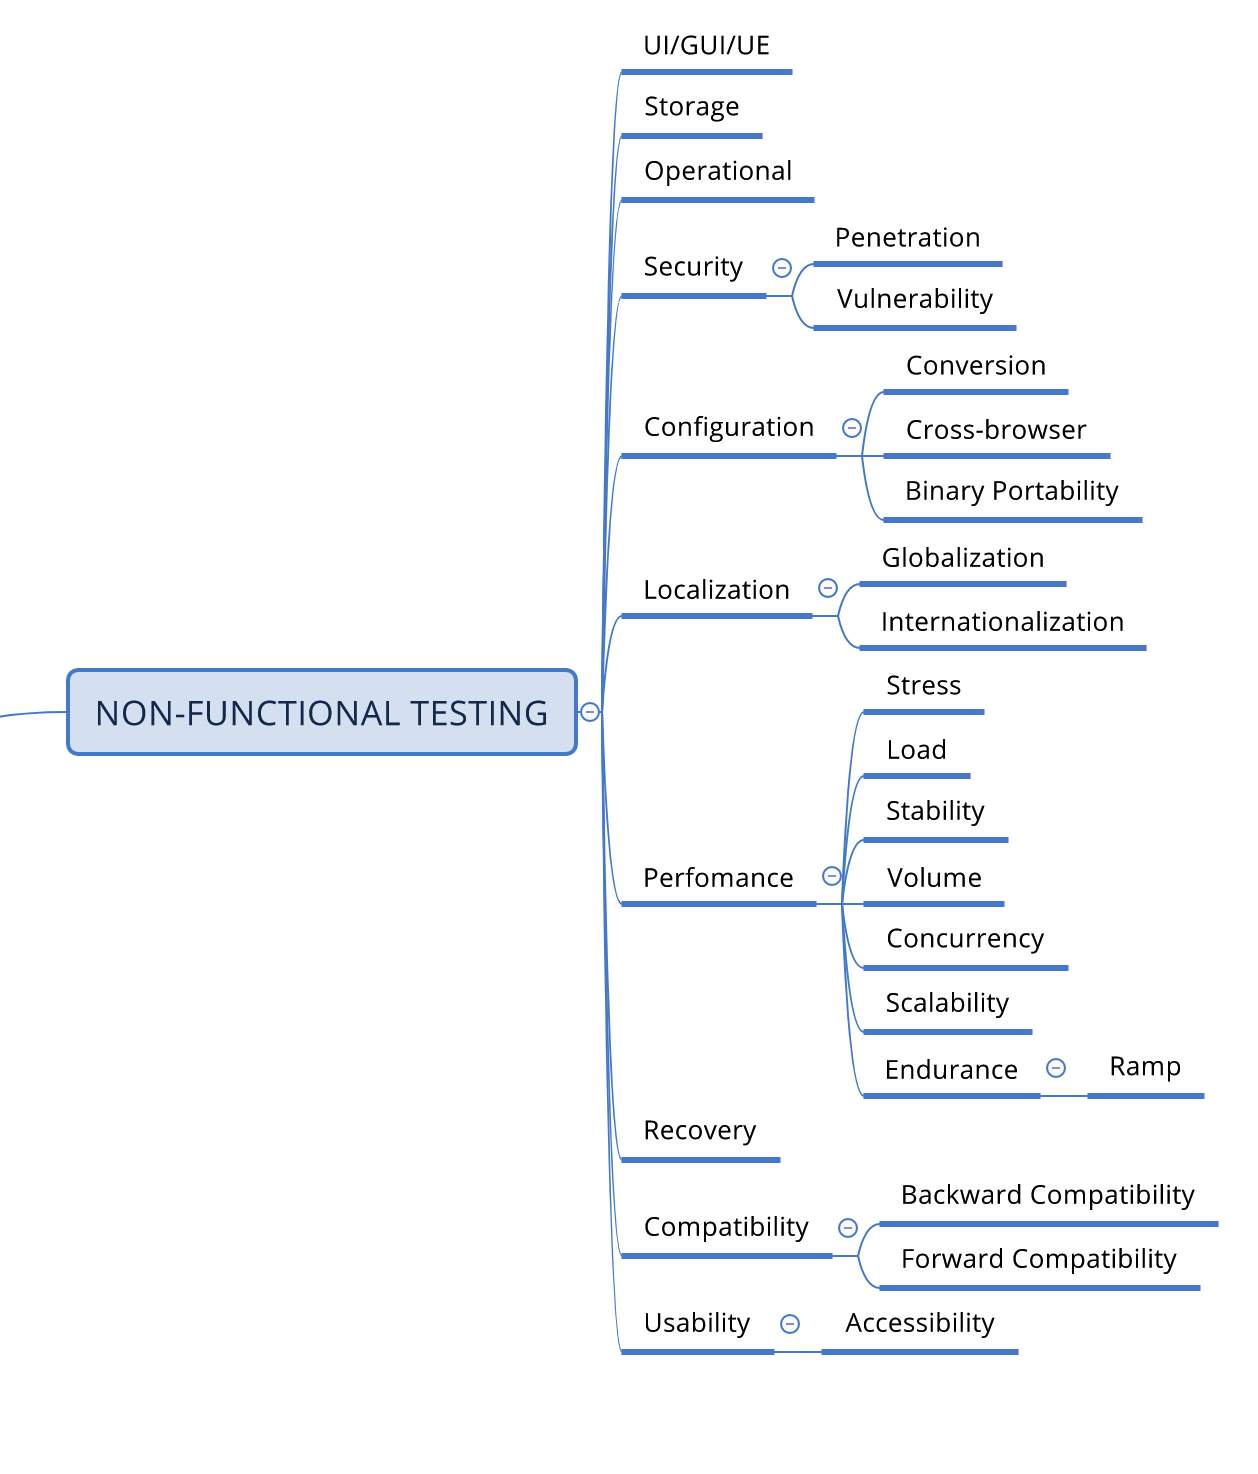 UI/GUI/UE
Storage
Operational
Security
Penetration
Vulnerability
Configuration
Conversion
Cross-browser
Binary Portability
Localization
Globalization
Internationalization
NON-FUNCTIONAL TESTING
Perfomance
Stress
Load
Stability
Volume
Concurrency
Scalability
Endurance
Ramp
Recovery
Compatibility
Backward Compatibility
Forward Compatibility
Usability
Accessibility